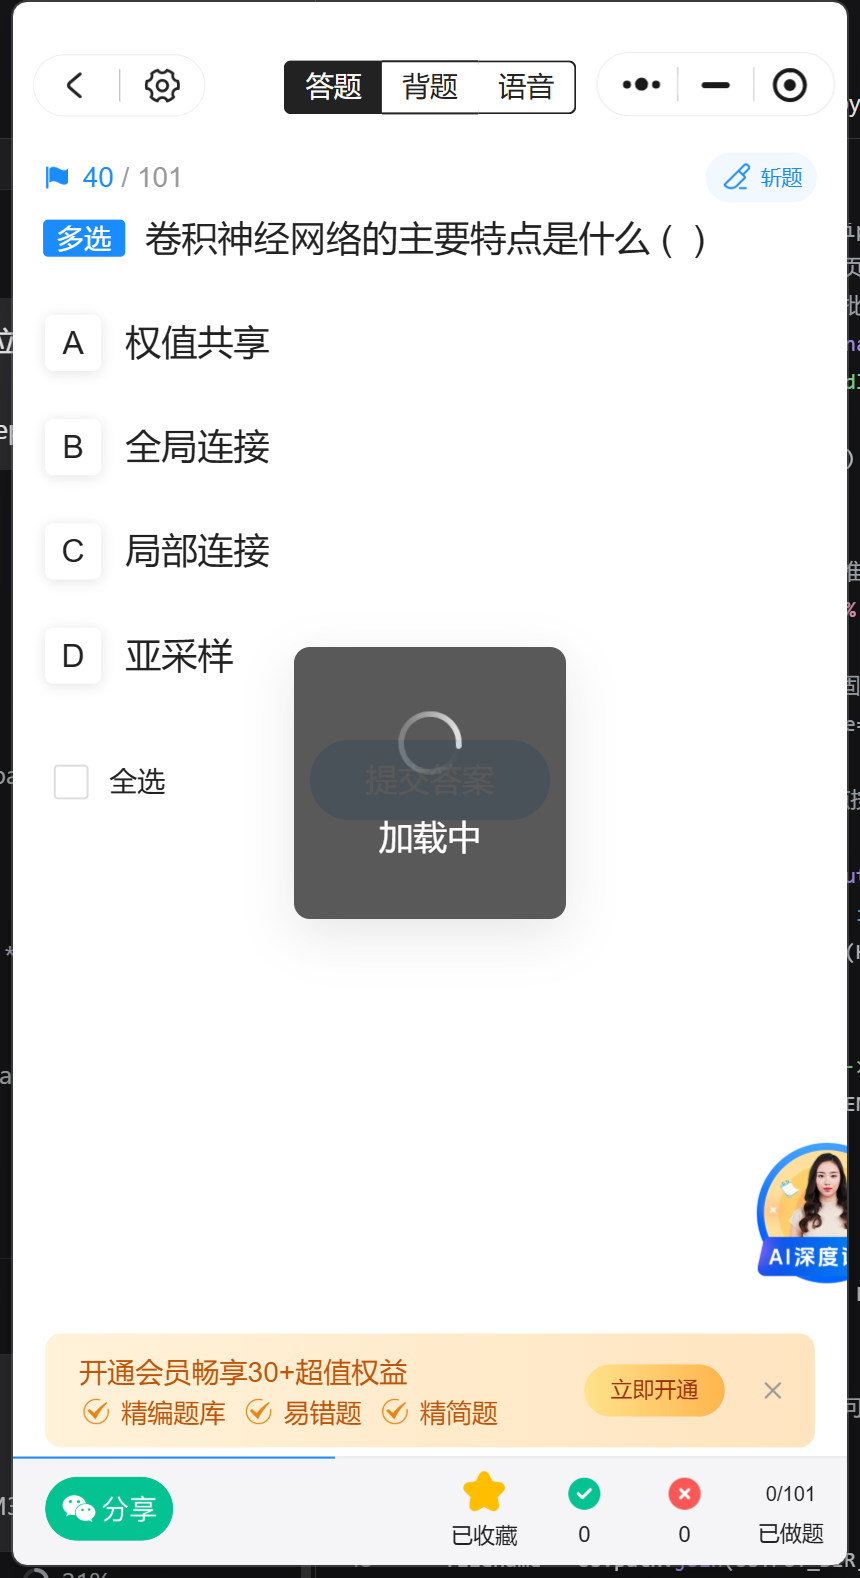 答题 背题 语音
40 / 101 斩题
多选 卷积神经网络的主要特点是什么 ( )
A 权值共享
B 全局连接
C 局部连接
D 亚采样
全选 提交答案
加载中
AI深度
开通会员畅享30+超值权益
精编题库 易错题 精简题
立即开通
分享 已收藏 0 0 0/101 已做题